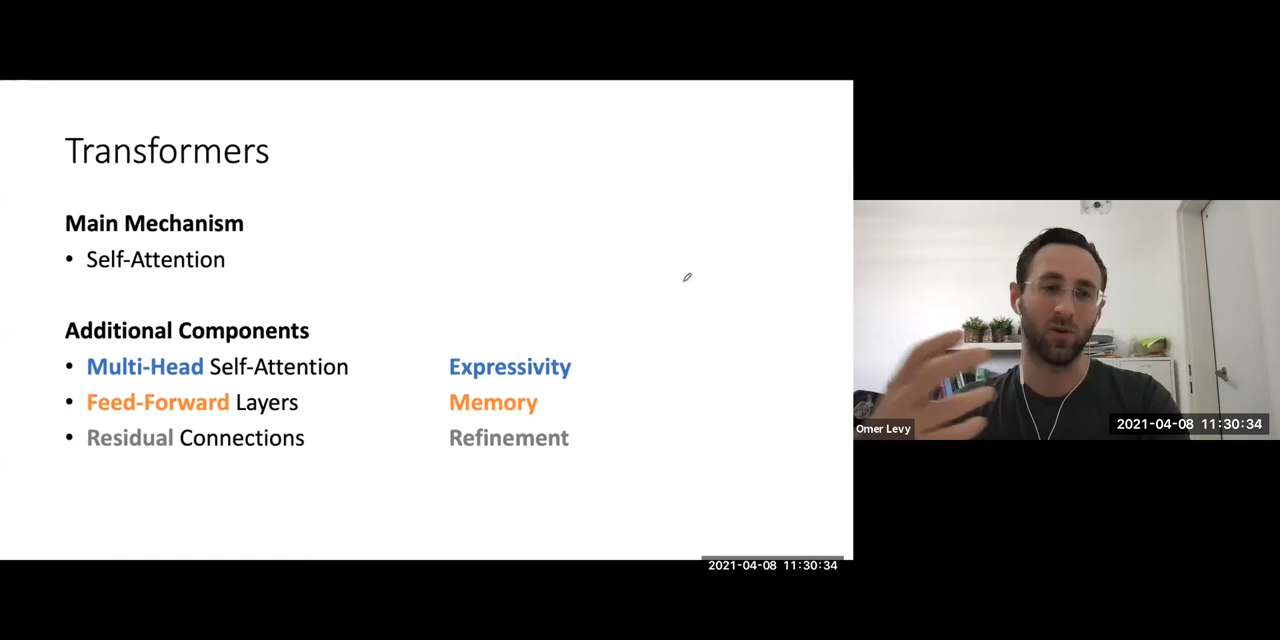 Transformers
Main Mechanism
• Self-Attention
Additional Components
• Multi-Head Self-Attention Expressivity
• Feed-Forward Layers Memory
• Residual Connections Refinement
2021-04-08 11:30:34
Omer Levy
2021-04-08 11:30:34